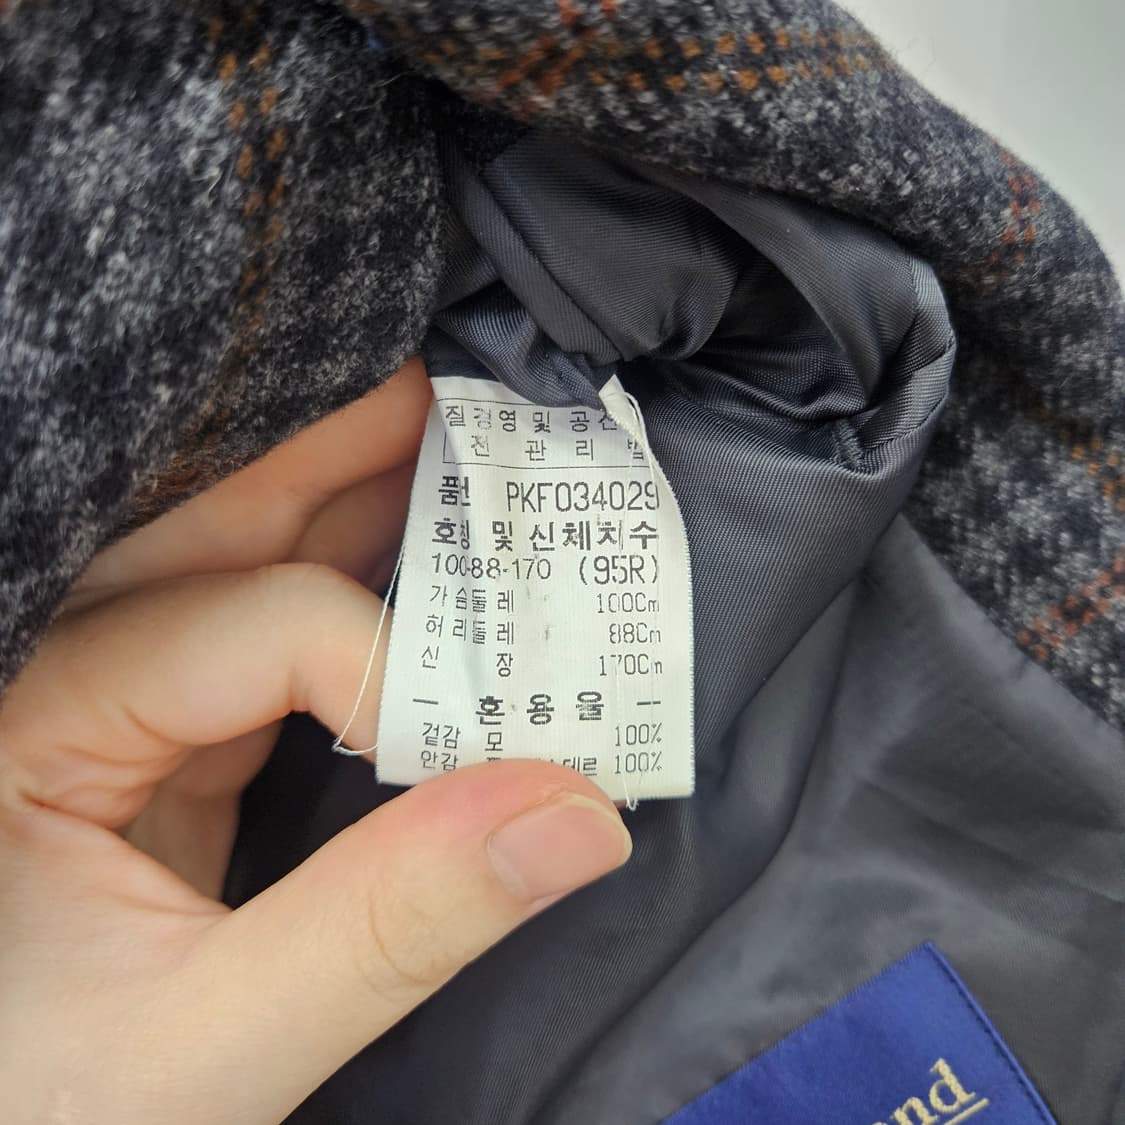 질경영 및 공
전 관 리
품번 PKF034029
호칭 및 신체치수
100-88-170 (95R)
가슴둘레 100Cm
허리둘레 88Cm
신 장 170Cm
— 혼 용 율 —
겉감 모 100%
안감 100%
nd